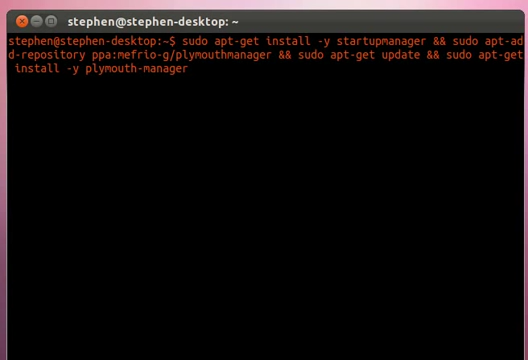 stephen@stephen-desktop: ~
stephen@stephen-desktop:~$ sudo apt-get install -y startupmanager && sudo apt-ad
d-repository ppa:mefrio-g/plymouthmanager && sudo apt-get update && sudo apt-get
 install -y plymouth-manager